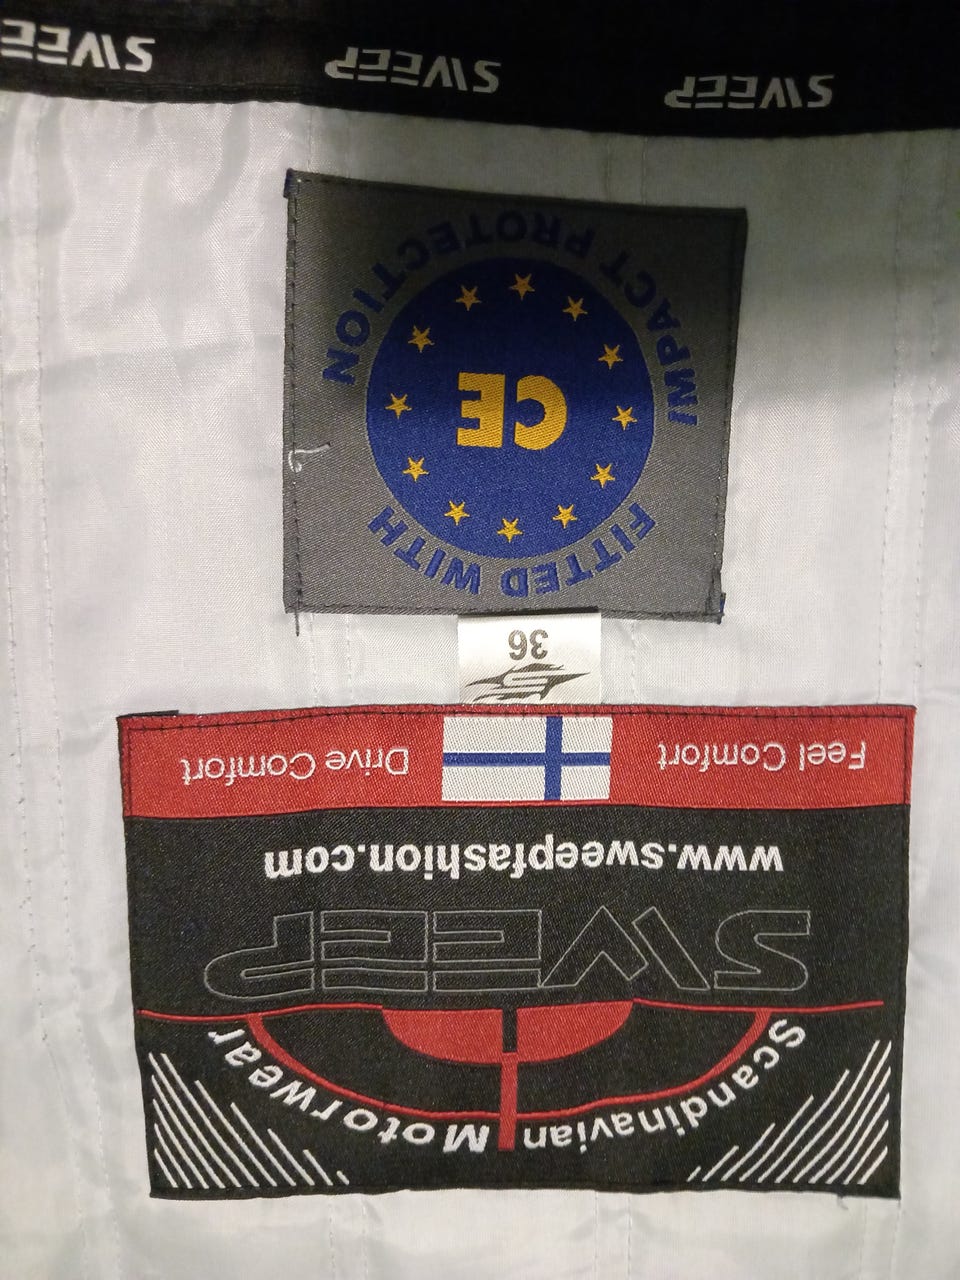 Scandinavian Motorwear
SWEEP
www.sweepfashion.com
Feel Comfort Drive Comfort
36
FITTED WITH
CE
IMPACT PROTECTION
SWEEP SWEEP SWEEP